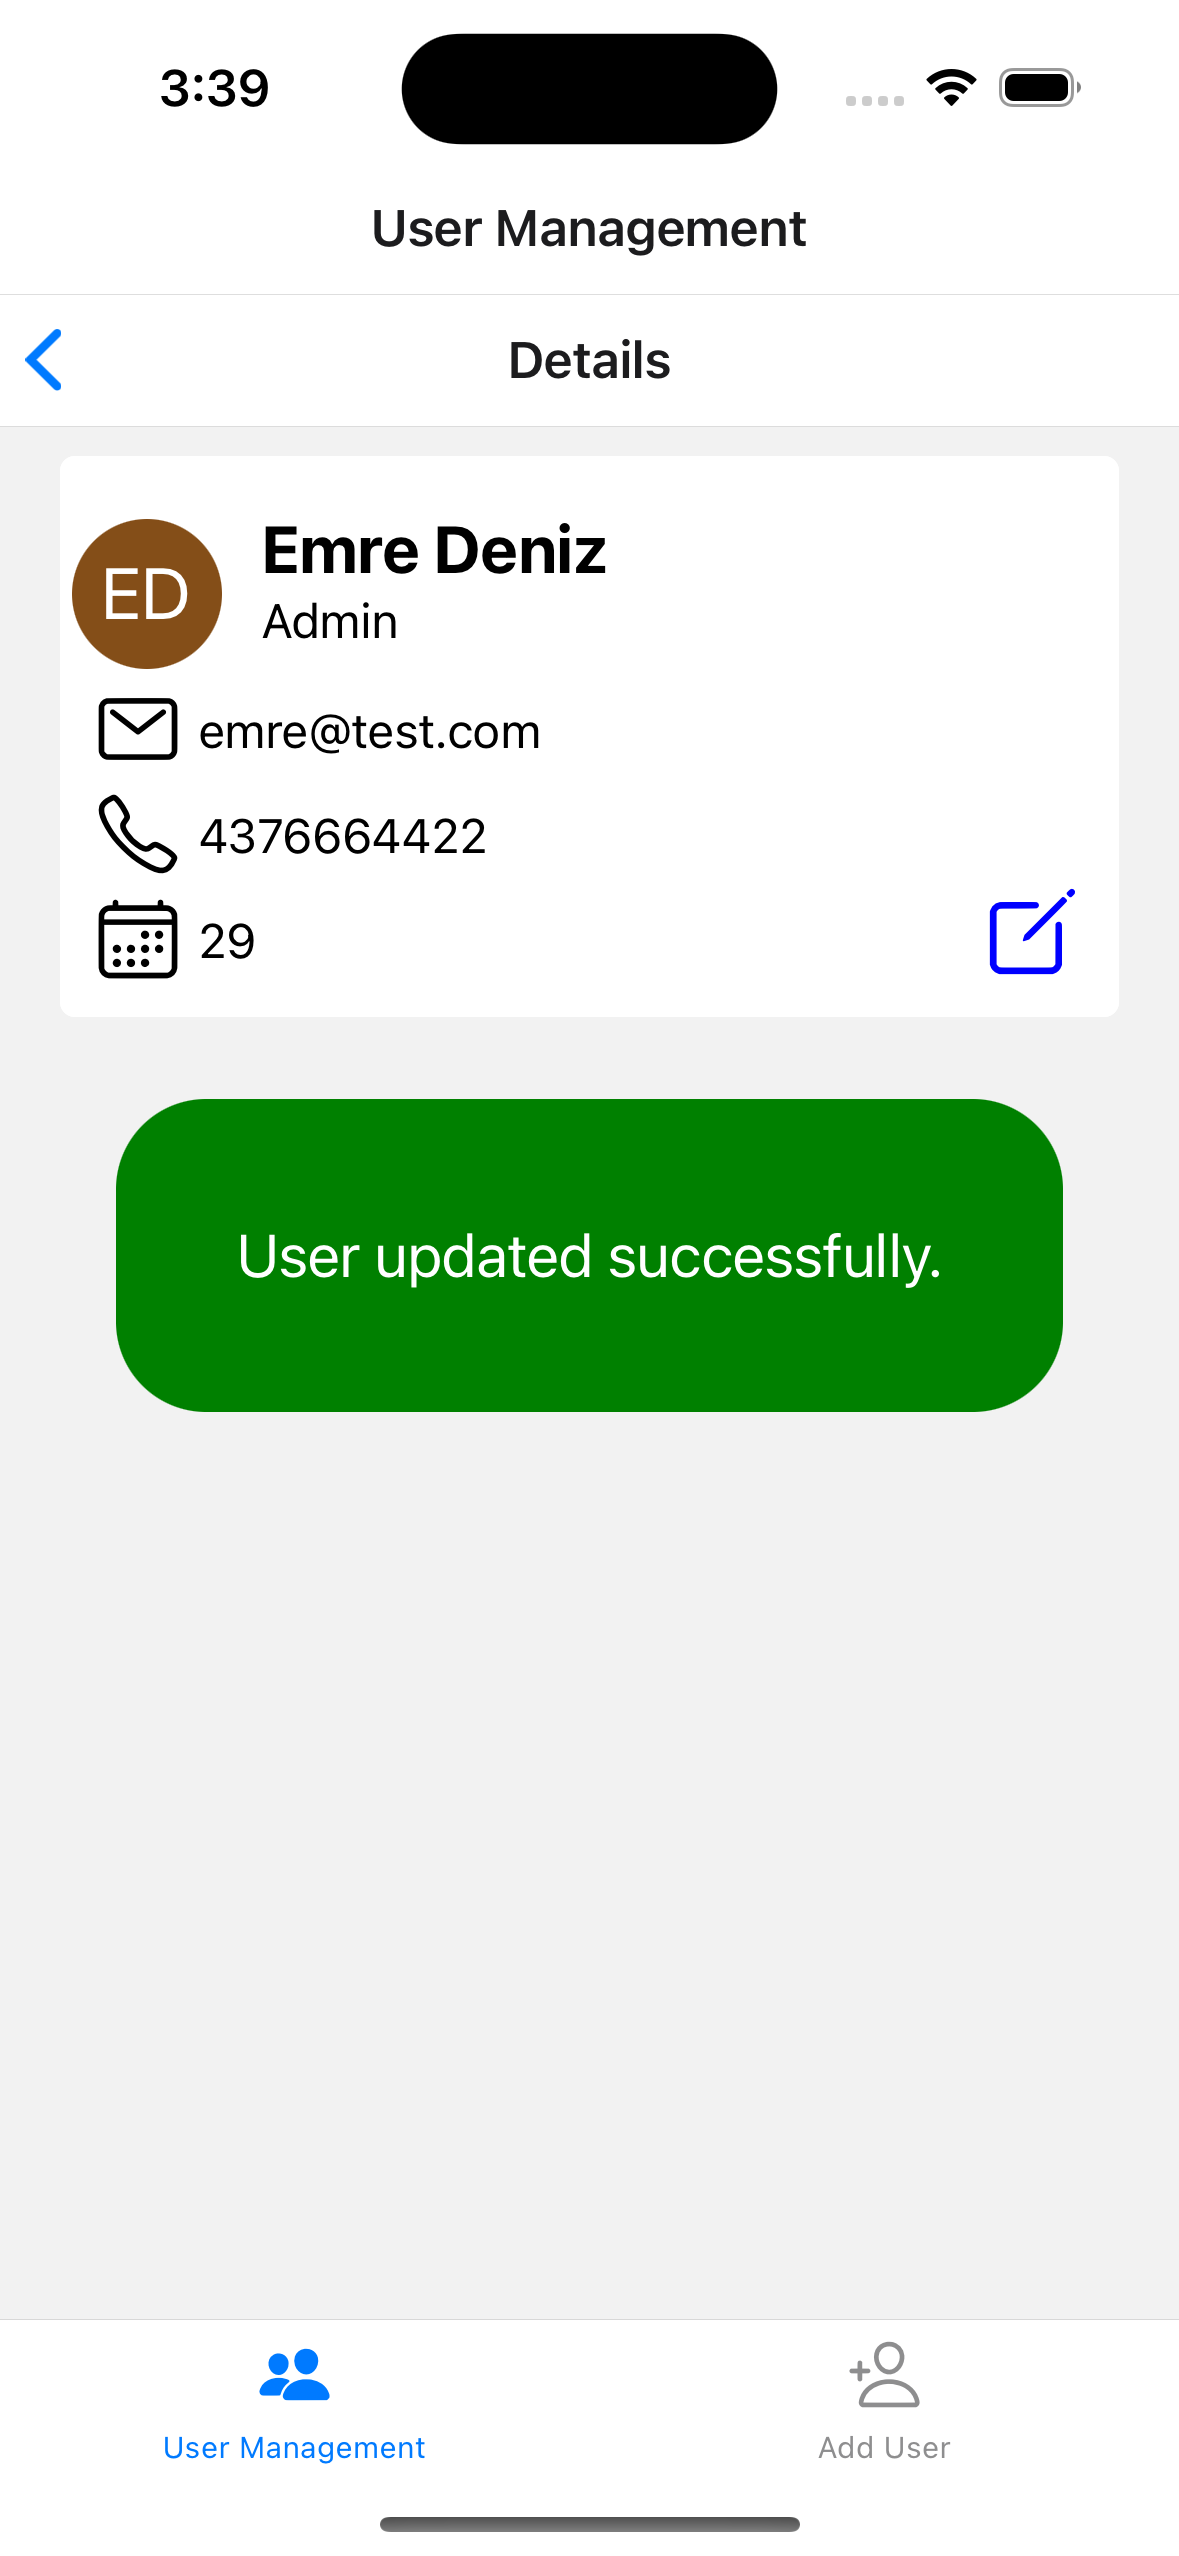 3:39
User Management
Details
ED
Emre Deniz
Admin
emre@test.com
4376664422
29
User updated successfully.
User Management
Add User